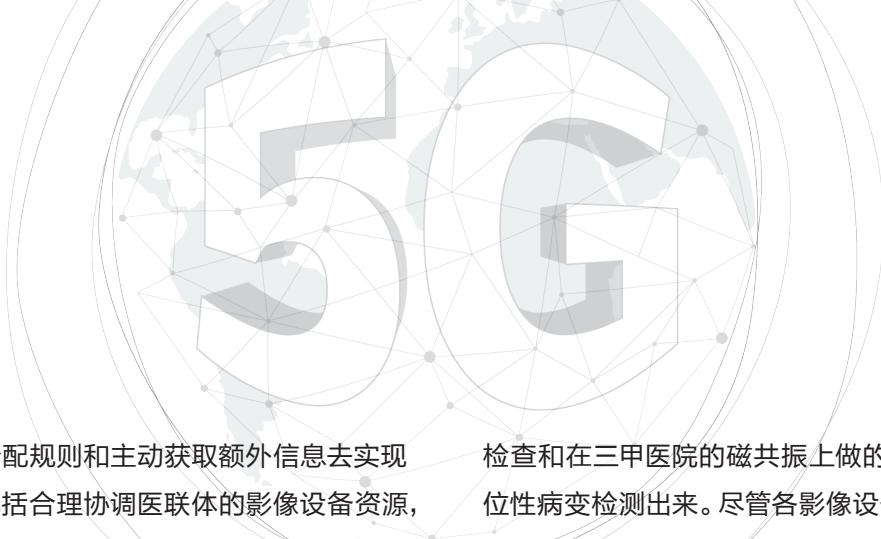 5G
配规则和主动获取额外信息去实现
括合理协调医联体的影像设备资源，
检查和在三甲医院的磁共振上做的
位性病变检测出来。尽管各影像设